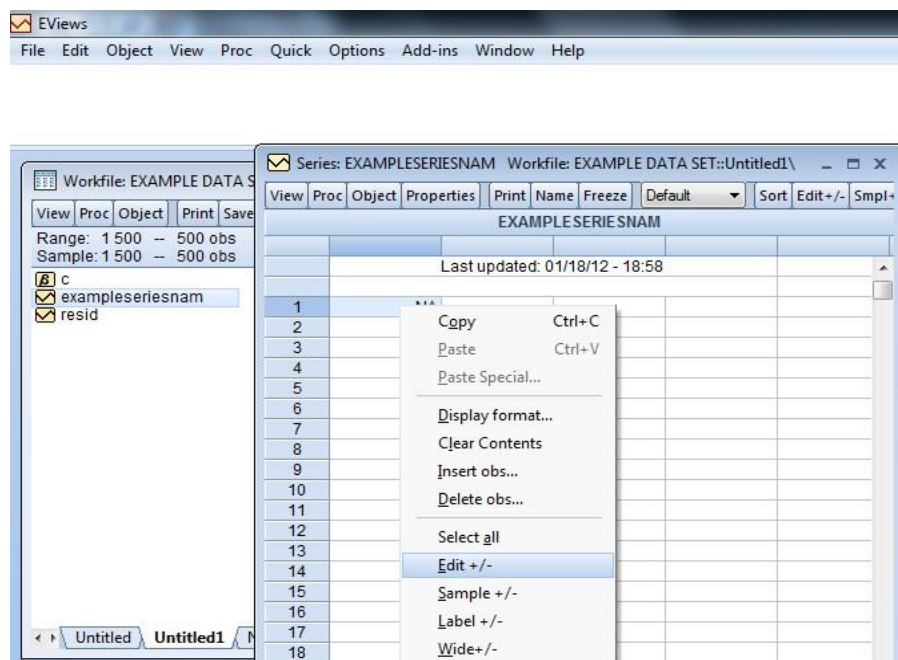 EViews
File Edit Object View Proc Quick Options Add-ins Window Help
Workfile: EXAMPLE DATA S
View Proc Object Print Save
Range: 1 500 -- 500 obs
Sample: 1 500 -- 500 obs
c
exampleseriesnam
resid
Untitled Untitled1 N
Series: EXAMPLESERIESNAM Workfile: EXAMPLE DATA SET::Untitled1\
View Proc Object Properties Print Name Freeze Default Sort Edit+/- Smpl+
EXAMPLESERIESNAM
Last updated: 01/18/12 - 18:58
1 NA
2
3
4
5
6
7
8
9
10
11
12
13
14
15
16
17
18
Copy Ctrl+C
Paste Ctrl+V
Paste Special...
Display format...
Clear Contents
Insert obs...
Delete obs...
Select all
Edit +/-
Sample +/-
Label +/-
Wide+/-